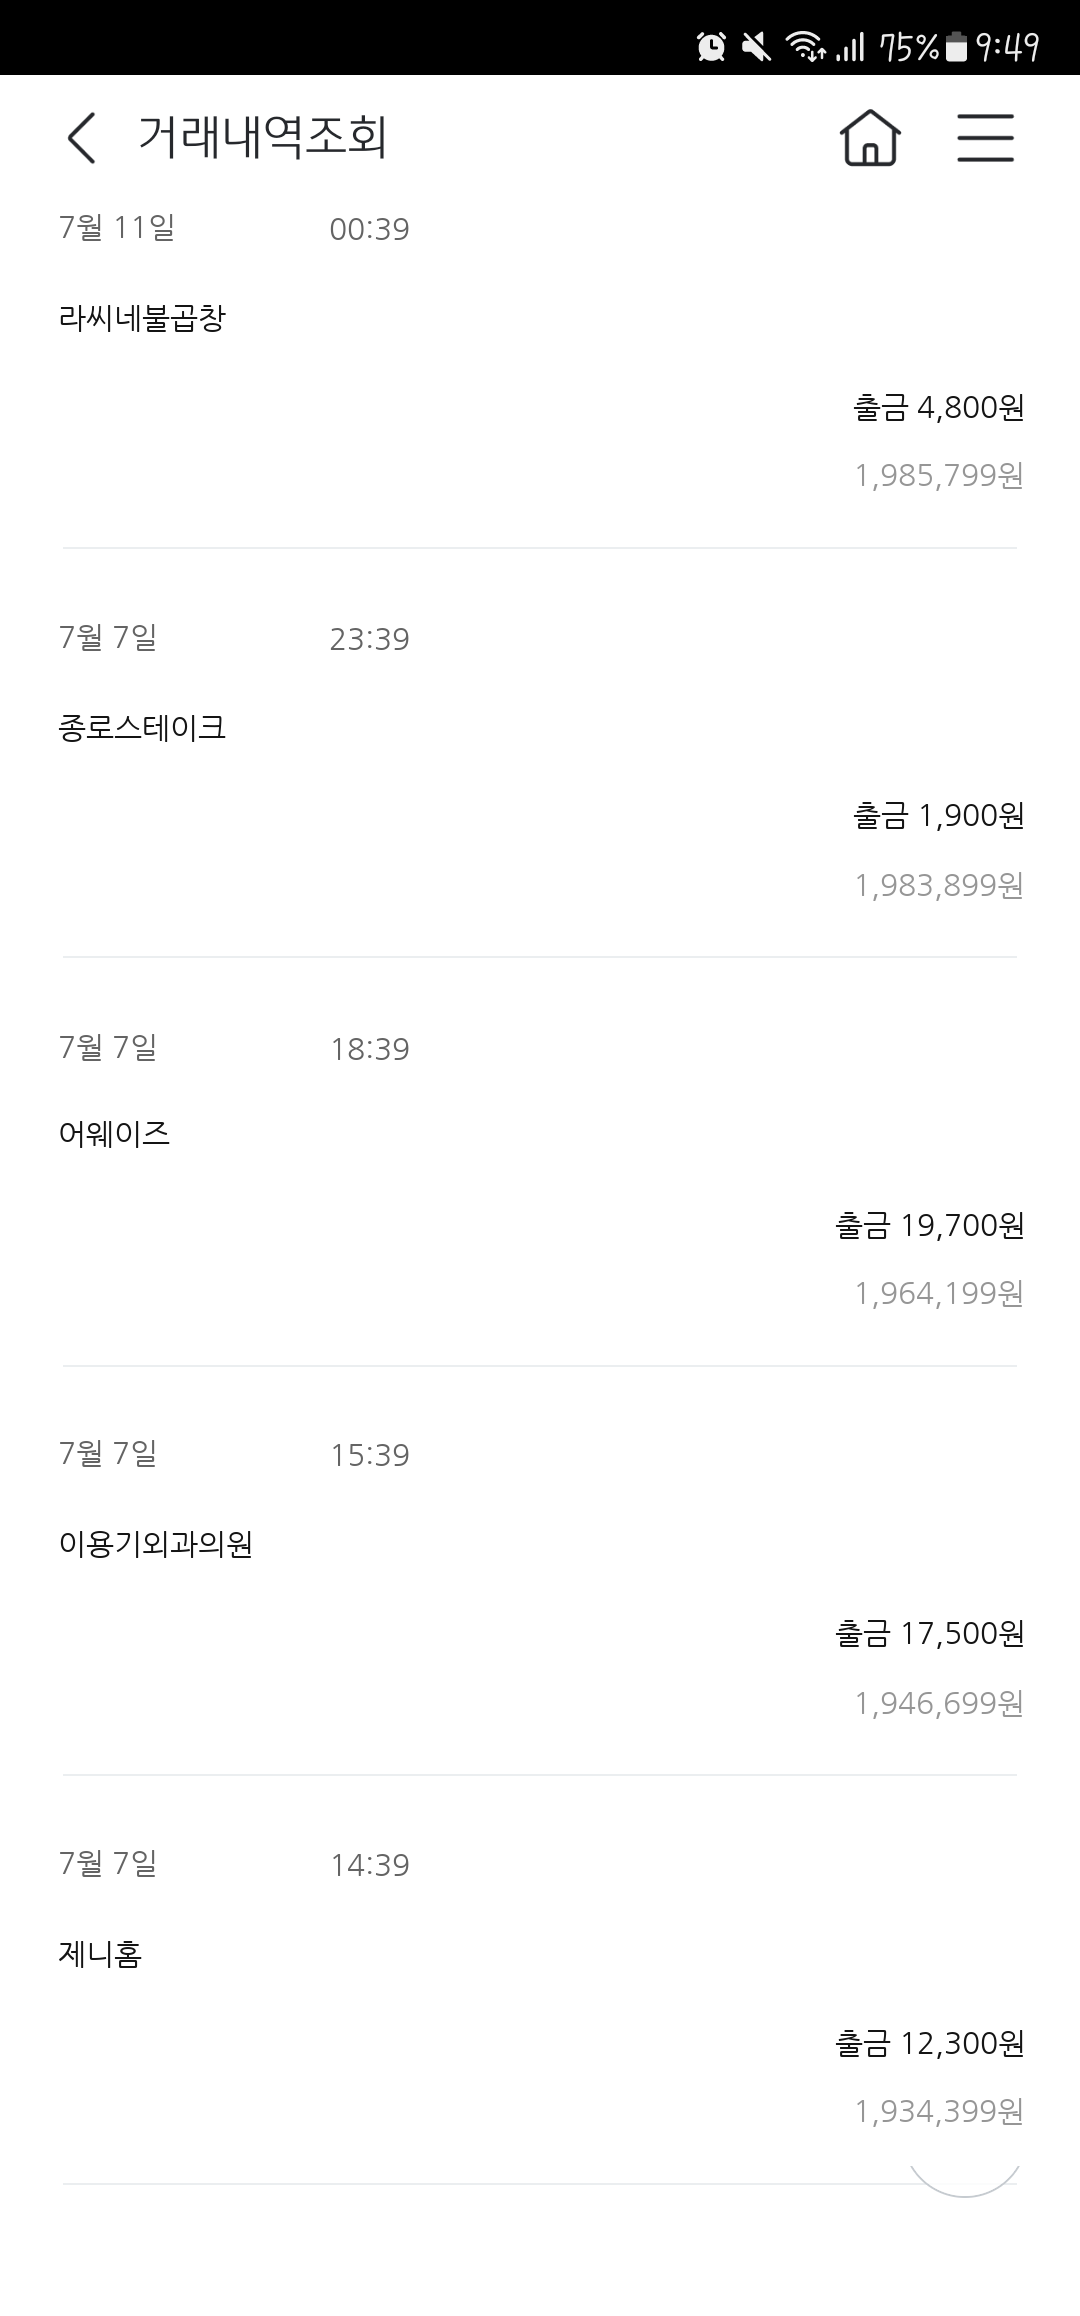 75% 9:49
거래내역조회
7월 11일 00:39
라씨네불곱창
출금 4,800원
1,985,799원
7월 7일 23:39
종로스테이크
출금 1,900원
1,983,899원
7월 7일 18:39
어웨이즈
출금 19,700원
1,964,199원
7월 7일 15:39
이용기외과의원
출금 17,500원
1,946,699원
7월 7일 14:39
제니홈
출금 12,300원
1,934,399원